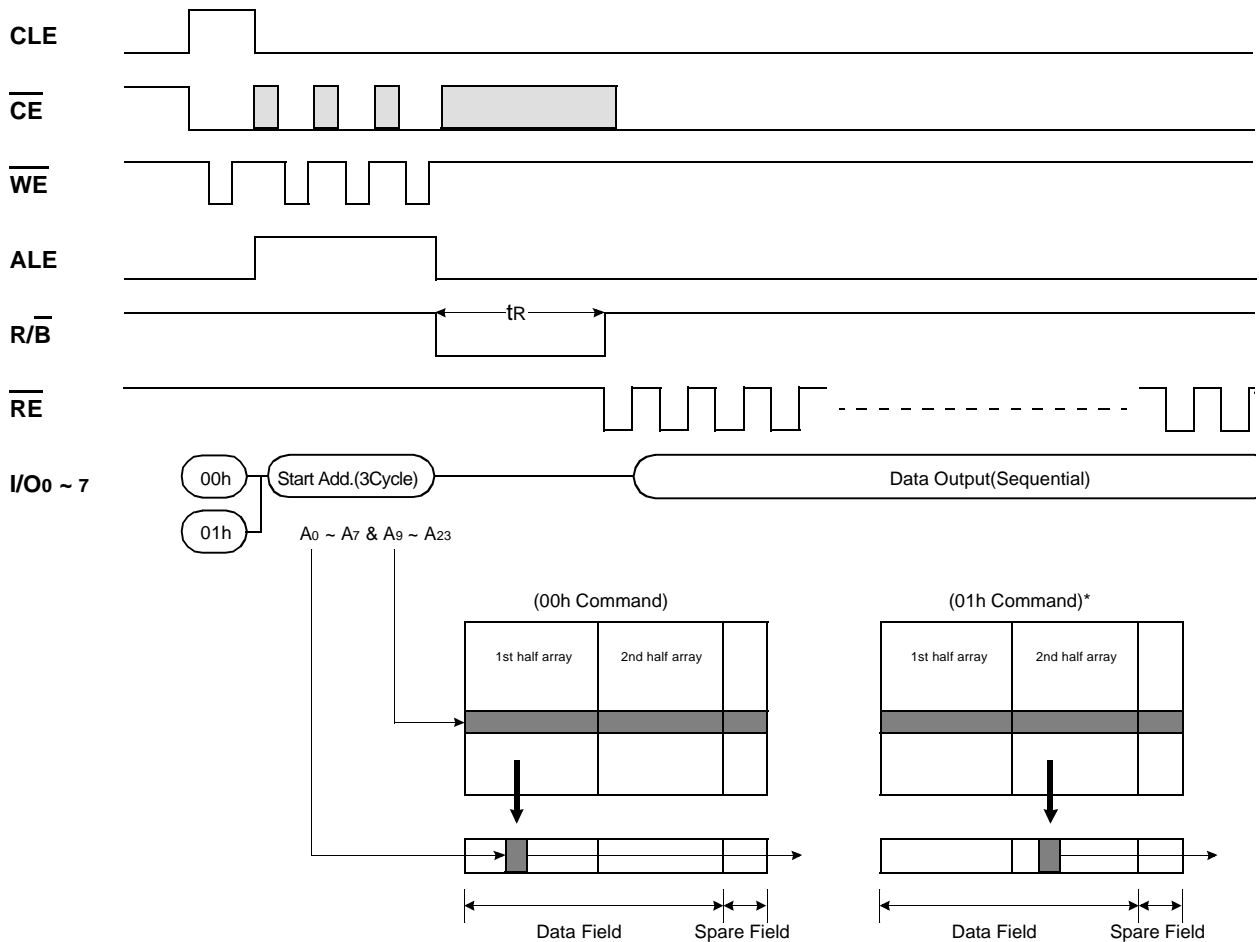 CLE
CE
WE
ALE
R/B
tR
RE
I/O0 ~ 7
00h
Start Add.(3Cycle)
Data Output(Sequential)
01h
A0 ~ A7 & A9 ~ A23
(00h Command)
(01h Command)*
1st half array
2nd half array
1st half array
2nd half array
Data Field
Spare Field
Data Field
Spare Field